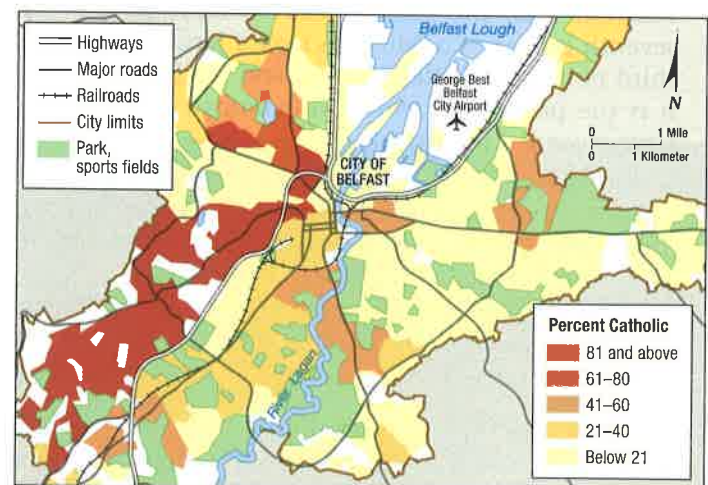 Highways
Major roads
Railroads
City limits
Park,
sports fields
Belfast Lough
George Best
Belfast
City Airport
N
0 1 Mile
0 1 Kilometer
CITY OF
BELFAST
River Lagan
Percent Catholic
81 and above
61–80
41–60
21–40
Below 21